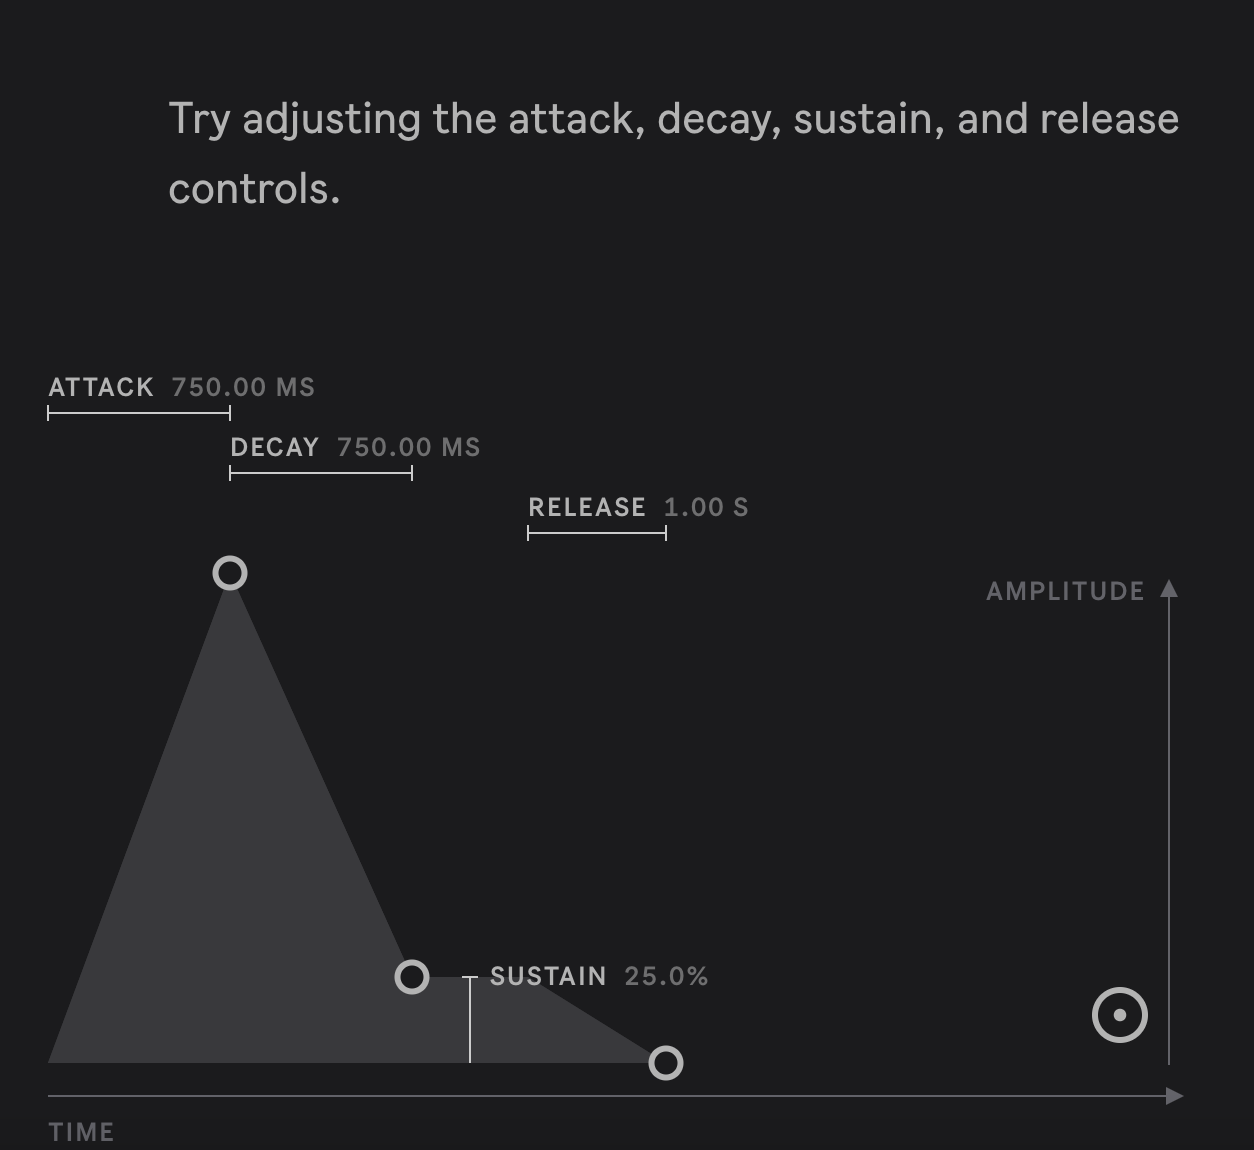 Try adjusting the attack, decay, sustain, and release
controls.
ATTACK 750.00 MS
DECAY 750.00 MS
RELEASE 1.00 S
AMPLITUDE
SUSTAIN 25.0%
TIME